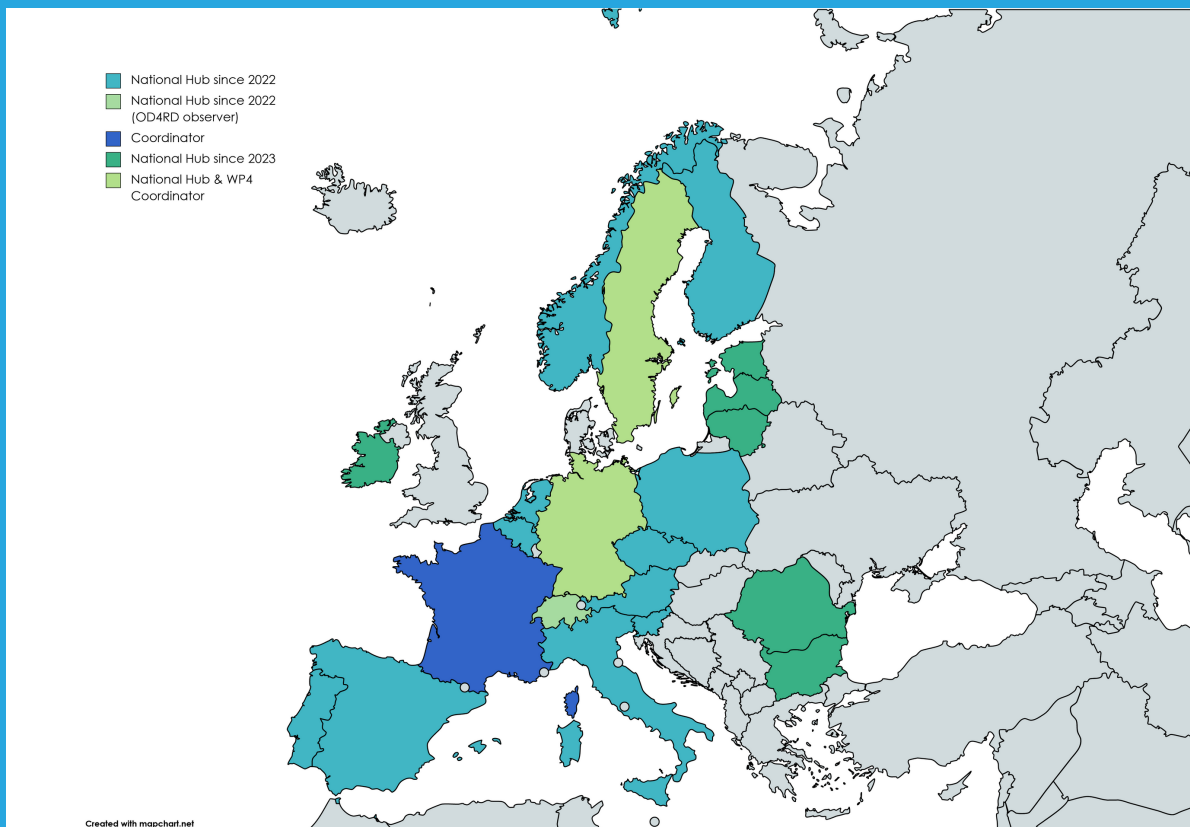 National Hub since 2022
National Hub since 2022
(OD4RD observer)
Coordinator
National Hub since 2023
National Hub & WP4
Coordinator
Created with mapchart.net